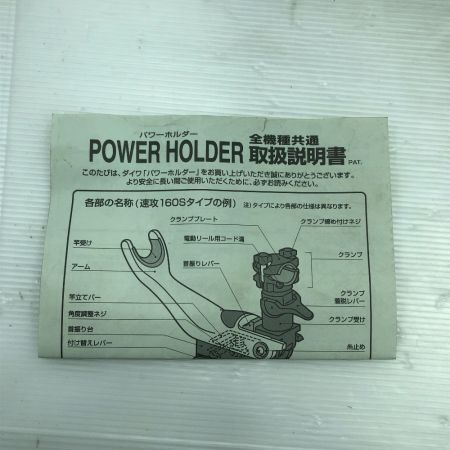 パワーホルダー
POWER HOLDER 全機種共通 取扱説明書 PAT.
このたびは、ダイワ「パワーホルダー」をお買い上げいただき誠にありがとうございます。
より安全に長い間ご使用いただくために、必ずお読みください。
各部の名称（速攻160Sタイプの例） 注）タイプにより各部の仕様は異なります。
クランププレート
クランプ締め付けネジ
竿受け
電動リール用コード溝
クランプ
アーム
首振りレバー
クランプ
着脱レバー
竿立てバー
角度調整ネジ
クランプ受け
首振り台
付け替えレバー
糸止め